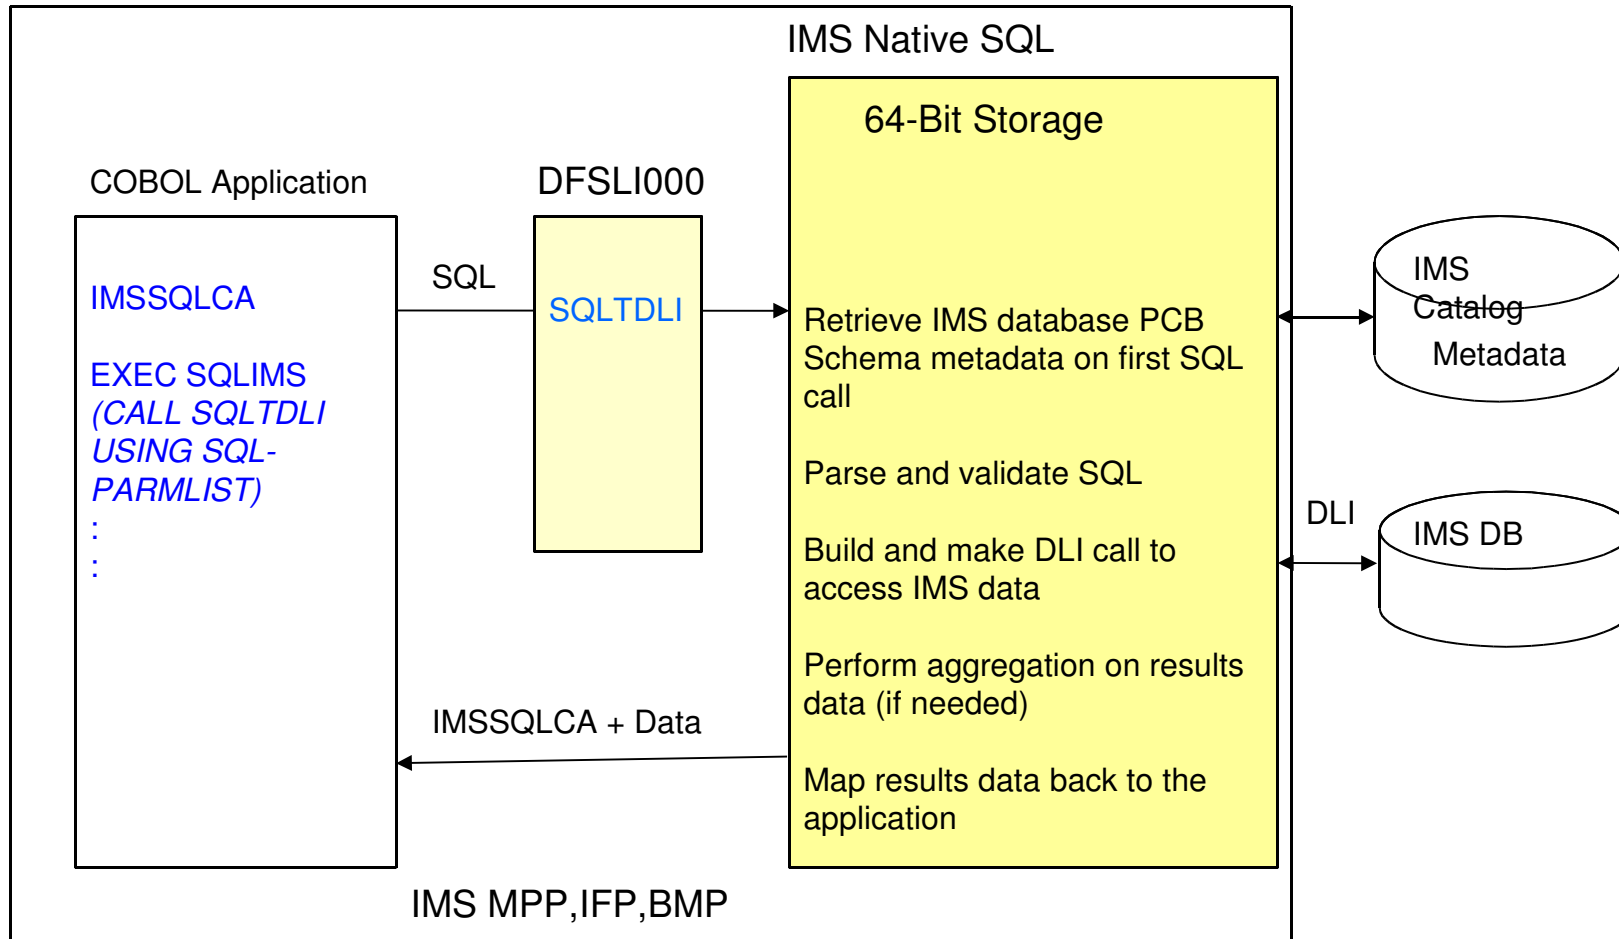 IMS Native SQL
64-Bit Storage
COBOL Application
DFSLI000
IMSSQLCA
EXEC SQLIMS
(CALL SQLTDLI
USING SQL-
PARMLIST)
:
:
SQL
SQLTDLI
Retrieve IMS database PCB
Schema metadata on first SQL
call
Parse and validate SQL
Build and make DLI call to
access IMS data
Perform aggregation on results
data (if needed)
Map results data back to the
application
IMS
Catalog
Metadata
DLI
IMS DB
IMSSQLCA + Data
IMS MPP,IFP,BMP